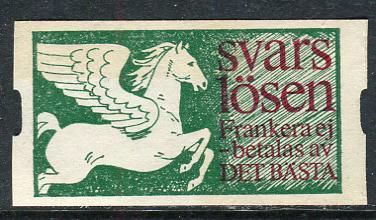 svars
lösen
Frankera ej
-betalas av
DET BÄSTA